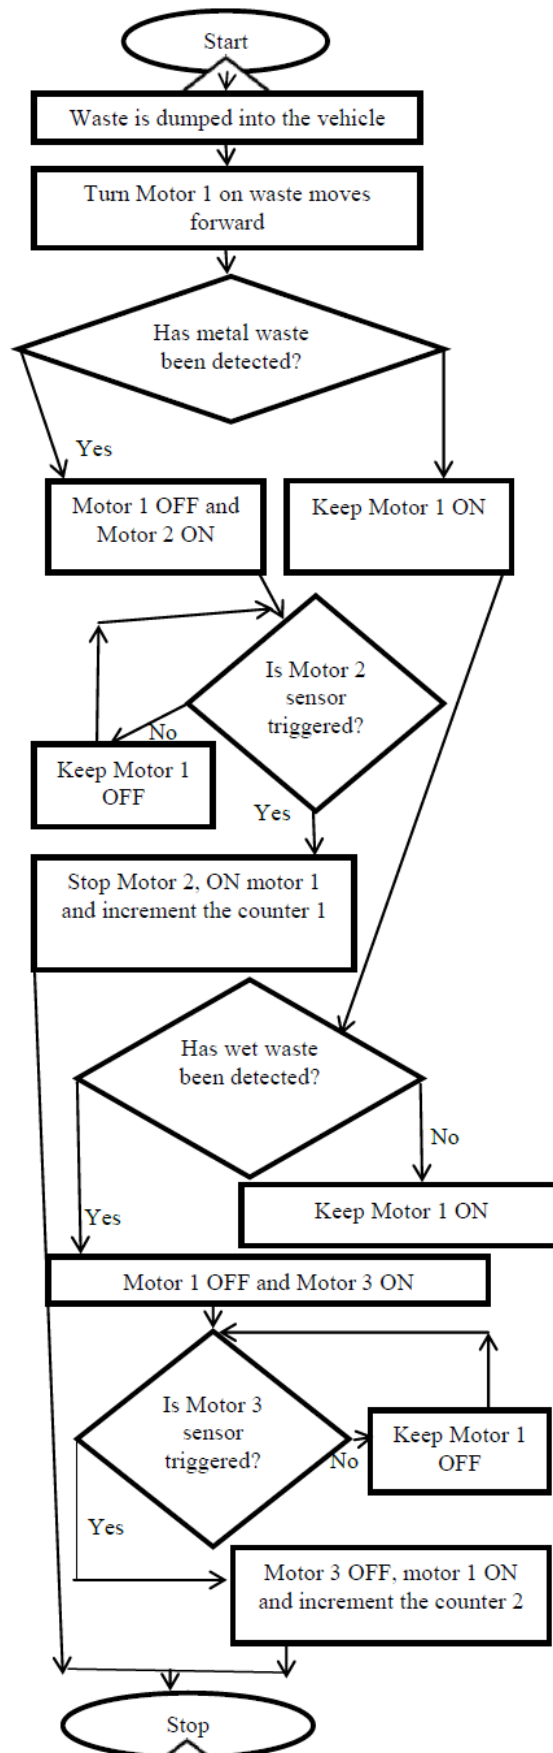 Start
Waste is dumped into the vehicle
Turn Motor 1 on waste moves
forward
Has metal waste
been detected?
Yes
Motor 1 OFF and
Motor 2 ON
Keep Motor 1 ON
Is Motor 2
sensor
triggered?
No
Keep Motor 1
OFF
Yes
Stop Motor 2, ON motor 1
and increment the counter 1
Has wet waste
been detected?
No
Keep Motor 1 ON
Yes
Motor 1 OFF and Motor 3 ON
Is Motor 3
sensor
triggered?
No
Keep Motor 1
OFF
Yes
Motor 3 OFF, motor 1 ON
and increment the counter 2
Stop